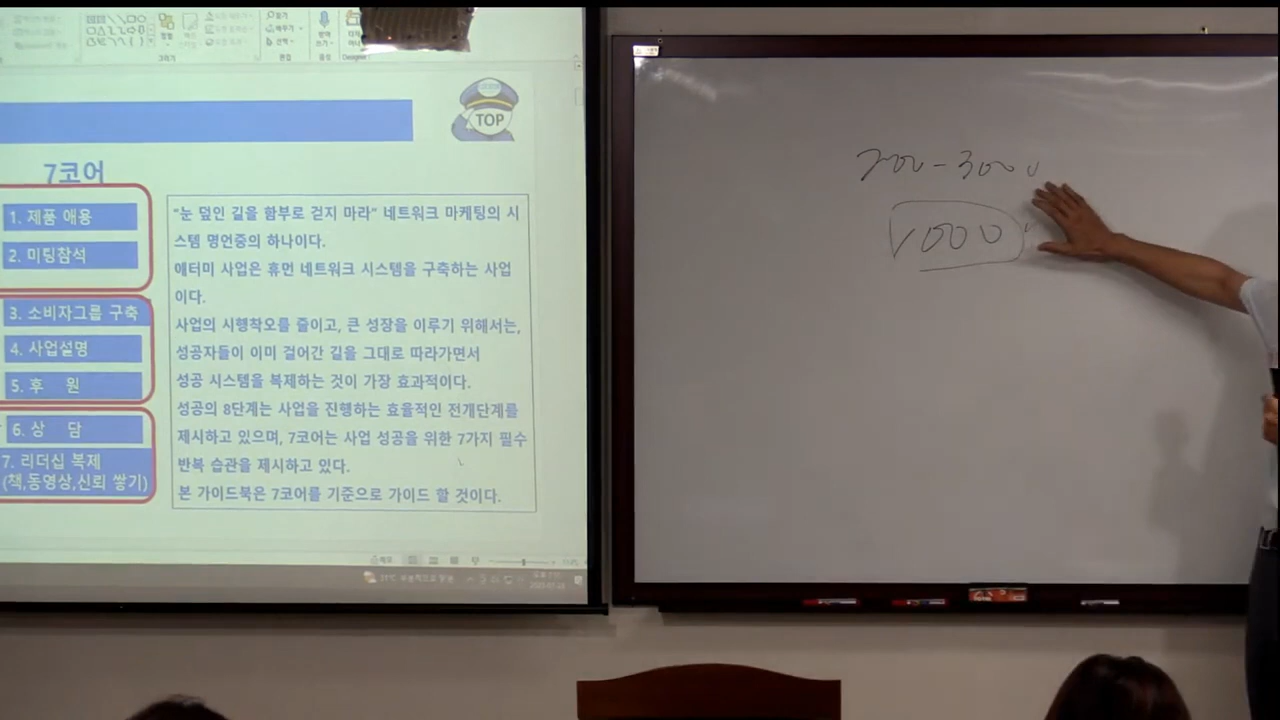 TOP
7코어
1. 제품 애용
2. 미팅참석
3. 소비자그룹 구축
4. 사업설명
5. 후 원
6. 상 담
7. 리더십 복제
(책,동영상,신뢰 쌓기)
“눈 덮인 길을 함부로 걷지 마라” 네트워크 마케팅의 시
스템 명언중의 하나이다.
애터미 사업은 휴먼 네트워크 시스템을 구축하는 사업
이다.
사업의 시행착오를 줄이고, 큰 성장을 이루기 위해서는,
성공자들이 이미 걸어간 길을 그대로 따라가면서
성공 시스템을 복제하는 것이 가장 효과적이다.
성공의 8단계는 사업을 진행하는 효율적인 전개단계를
제시하고 있으며, 7코어는 사업 성공을 위한 7가지 필수
반복 습관을 제시하고 있다.
본 가이드북은 7코어를 기준으로 가이드 할 것이다.
200-300
1000